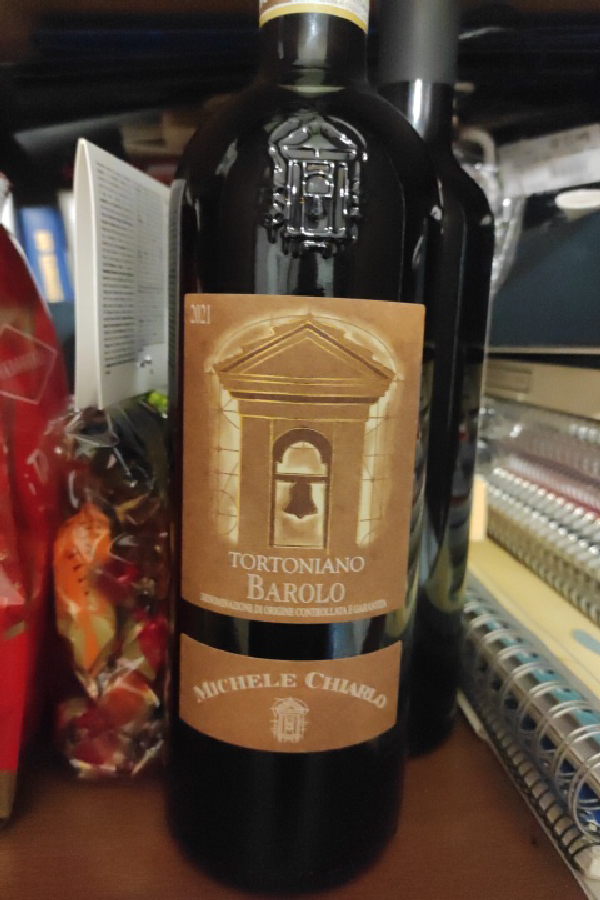 2021
TORTONIANO
BAROLO
DENOMINAZIONE DI ORIGINE CONTROLLATA E GARANTITA
MICHELE CHIARLO